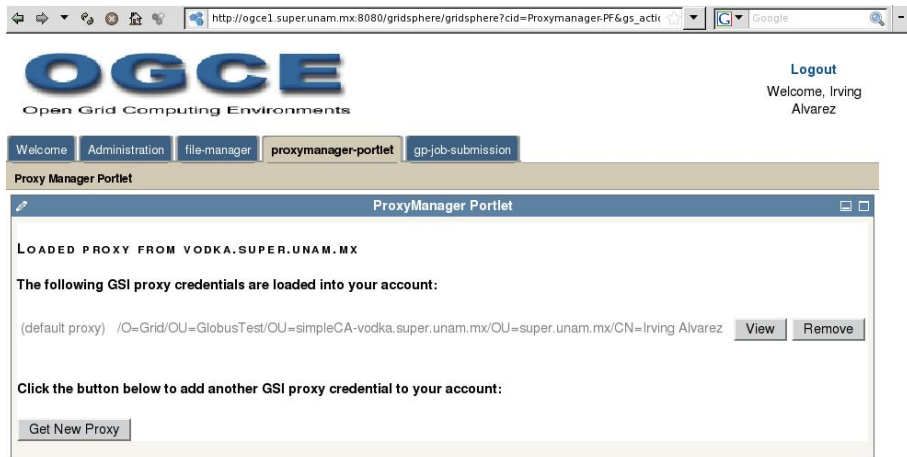 http://ogce1.super.unam.mx:8080/gridsphere/gridsphere?cid=Proxymanager-PF&gs_actic
G
Google
OGCE
Open Grid Computing Environments
Logout
Welcome, Irving
Alvarez
Welcome Administration file-manager proxymanager-portlet gp-job-submission
Proxy Manager Portlet
ProxyManager Portlet
LOADED PROXY FROM VODKA.SUPER.UNAM.MX
The following GSI proxy credentials are loaded into your account:
(default proxy) /O=Grid/OU=GlobusTest/OU=simpleCA-vodka.super.unam.mx/OU=super.unam.mx/CN=Irving Alvarez View Remove
Click the button below to add another GSI proxy credential to your account:
Get New Proxy